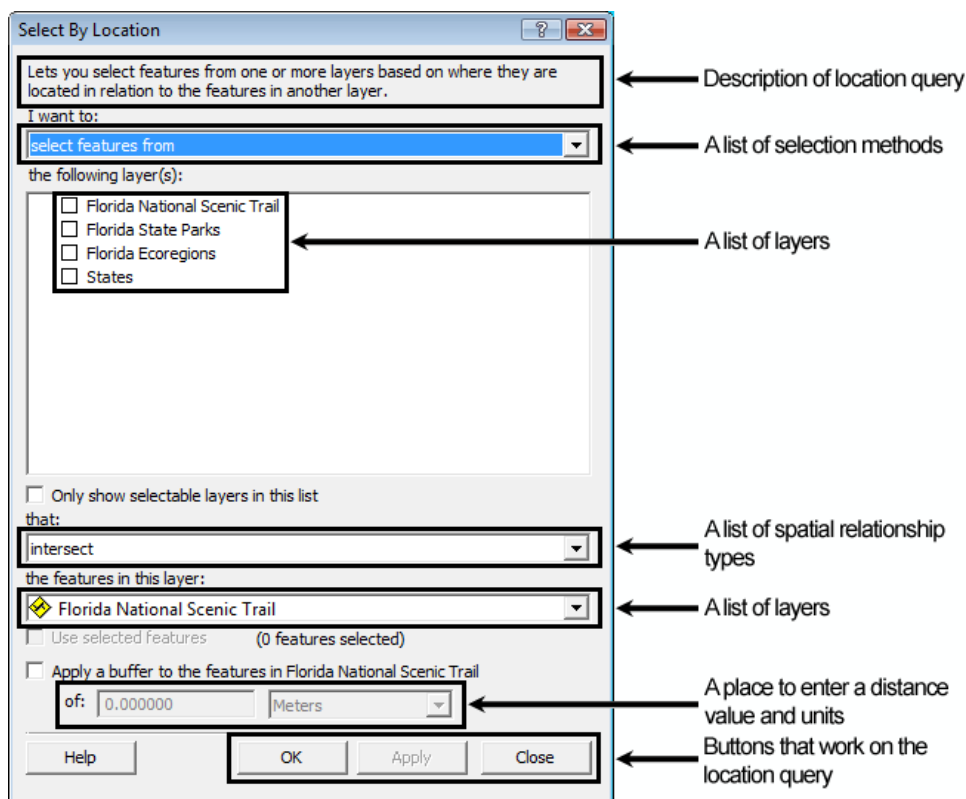 Select By Location
?
Lets you select features from one or more layers based on where they are
located in relation to the features in another layer.
Description of location query
I want to:
select features from
A list of selection methods
the following layer(s):
Florida National Scenic Trail
Florida State Parks
Florida Ecoregions
States
A list of layers
Only show selectable layers in this list
that:
intersect
A list of spatial relationship
types
the features in this layer:
Florida National Scenic Trail
A list of layers
Use selected features (0 features selected)
Apply a buffer to the features in Florida National Scenic Trail
of: 0.000000 Meters
A place to enter a distance
value and units
Help OK Apply Close
Buttons that work on the
location query